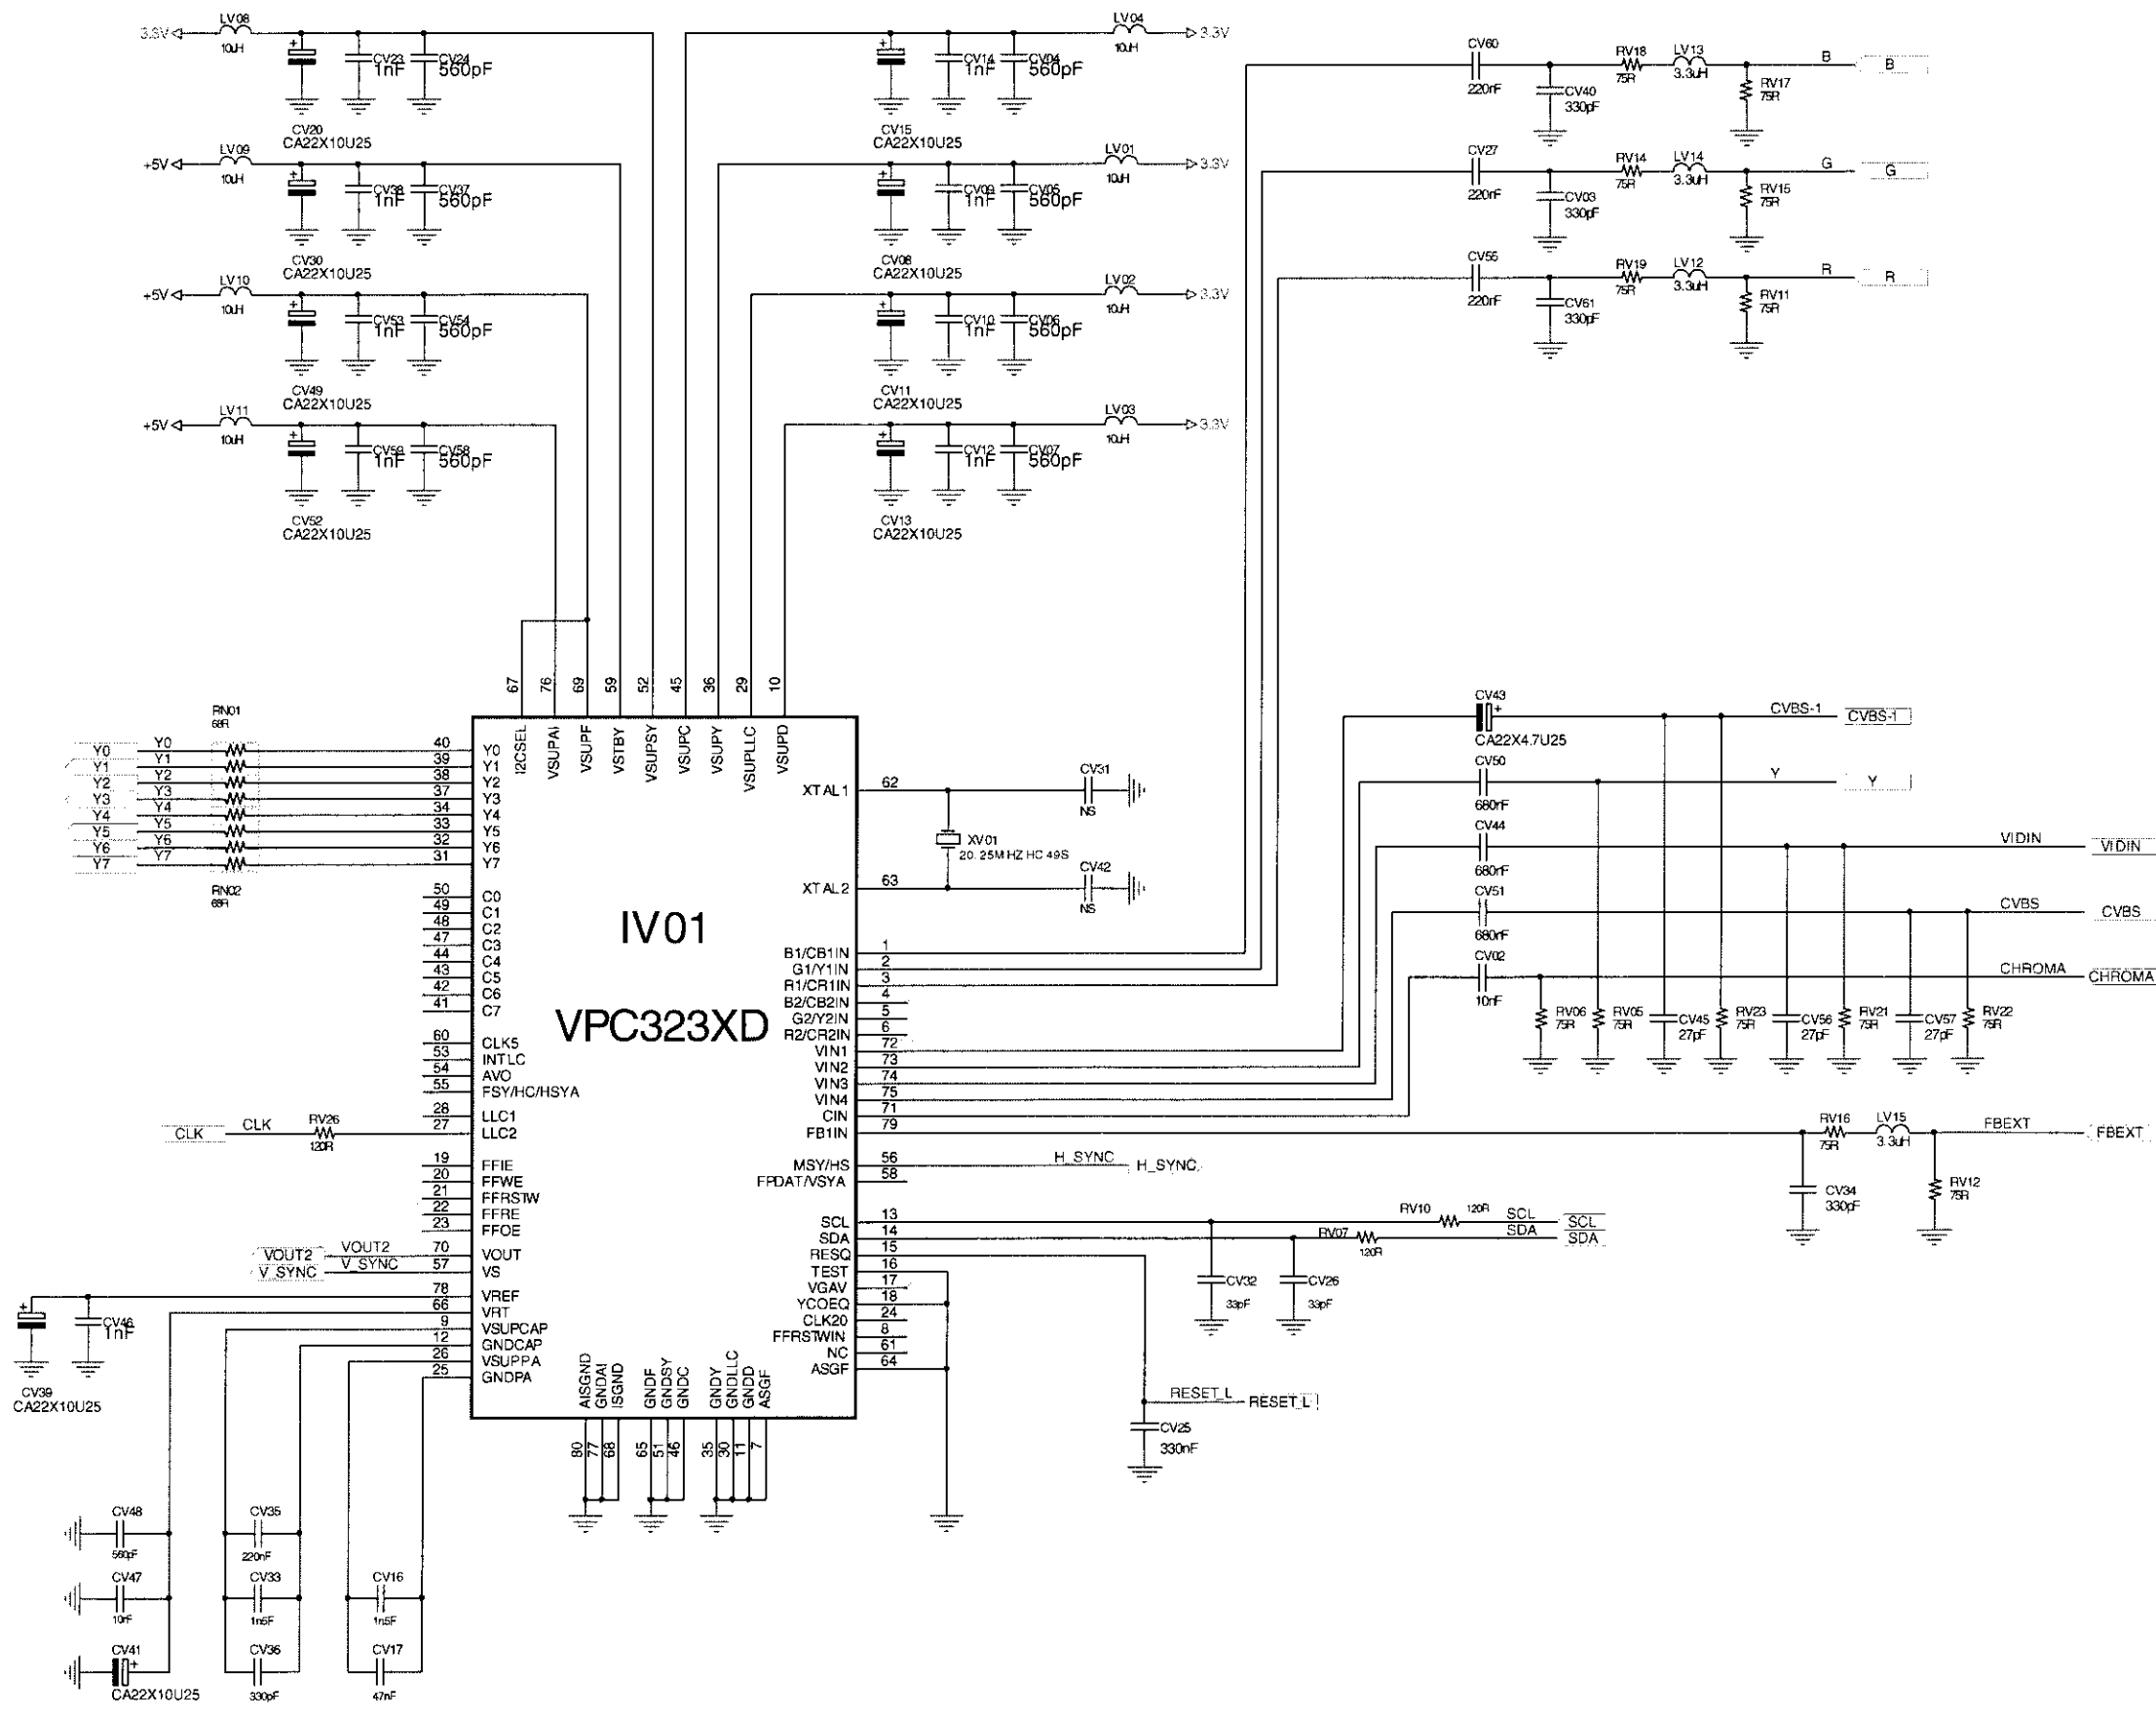 3.3V LV08 10uH CV23 1nF CV24 560pF
CV20
CA22X10U25
+5V LV09 10uH CV38 1nF CV37 560pF
CV30
CA22X10U25
+5V LV10 10uH CV53 1nF CV54 560pF
CV49
CA22X10U25
+5V LV11 10uH CV59 1nF CV58 560pF
CV52
CA22X10U25
CV14 1nF CV04 560pF LV04 10uH 3.3V
CV15
CA22X10U25
CV09 1nF CV05 560pF LV01 10uH 3.3V
CV08
CA22X10U25
CV10 1nF CV06 560pF LV02 10uH 3.3V
CV11
CA22X10U25
CV12 1nF CV07 560pF LV03 10uH 3.3V
CV13
CA22X10U25
CV60 220nF CV40 330pF RV18 75R LV13 3.3uH RV17 75R B B
CV27 220nF CV03 330pF RV14 75R LV14 3.3uH RV15 75R G G
CV55 220nF CV61 330pF RV19 75R LV12 3.3uH RV11 75R R R
67 76 69 59 52 45 36 29 10
I2CSEL VSUPAI VSUPF VSTBY VSUPSY VSUPC VSUPY VSUPLLC VSUPD
RN01
68R
Y0 Y0 40 Y0
Y1 Y1 39 Y1
Y2 Y2 38 Y2
Y3 Y3 37 Y3
Y4 Y4 34 Y4
Y5 Y5 33 Y5
Y6 Y6 32 Y6
Y7 Y7 31 Y7
RN02
68R
50 C0
49 C1
48 C2
47 C3
44 C4
43 C5
42 C6
41 C7
60 CLK5
53 INTLC
54 AVO
55 FSY/HC/HSYA
28 LLC1
CLK CLK RV26 120R 27 LLC2
19 FFIE
20 FFWE
21 FFRSTW
22 FFRE
23 FFOE
VOUT2 VOUT2 70 VOUT
V_SYNC V_SYNC 57 VS
78 VREF
66 VRT
9 VSUPCAP
12 GNDCAP
26 VSUPPA
25 GNDPA
IV01
VPC323XD
XTAL1 62 CV31 NS
XV01
20.25MHZ HC 49S
XTAL2 63 CV42 NS
B1/CB1IN 1
G1/Y1IN 2
R1/CR1IN 3
B2/CB2IN 4
G2/Y2IN 5
R2/CR2IN 6
VIN1 72
VIN2 73
VIN3 74
VIN4 75
CIN 71
FB1IN 79
MSY/HS 56 H_SYNC H_SYNC
FPDAT/VSYA 58
SCL 13 RV10 120R SCL SCL
SDA 14 RV07 120R SDA SDA
RESQ 15
TEST 16
VGAV 17
YCOEQ 18
CLK20 24
FFRSTWIN 8
NC 61
ASGF 64
CV43 CA22X4.7U25 CVBS-1 CVBS-1
CV50 680nF Y Y
CV44 680nF VIDIN VIDIN
CV51 680nF CVBS CVBS
CV02 10nF CHROMA CHROMA
RV06 75R RV05 75R CV45 27pF RV23 75R CV56 27pF RV21 75R CV57 27pF RV22 75R
RV16 75R LV15 3.3uH FBEXT FBEXT
CV34 330pF RV12 75R
CV32 33pF CV26 33pF
RESET_L RESET_L
CV25
330nF
AISGND GNDAI ISGND GNDF GNDSY GNDC GNDY GNDLLC GNDD ASGF
80 77 68 65 51 46 35 30 11 7
CV46 1nF
CV39
CA22X10U25
CV48 560pF CV35 220nF
CV47 10nF CV33 1n5F CV16 1n5F
CV41 CA22X10U25 CV36 330pF CV17 47nF